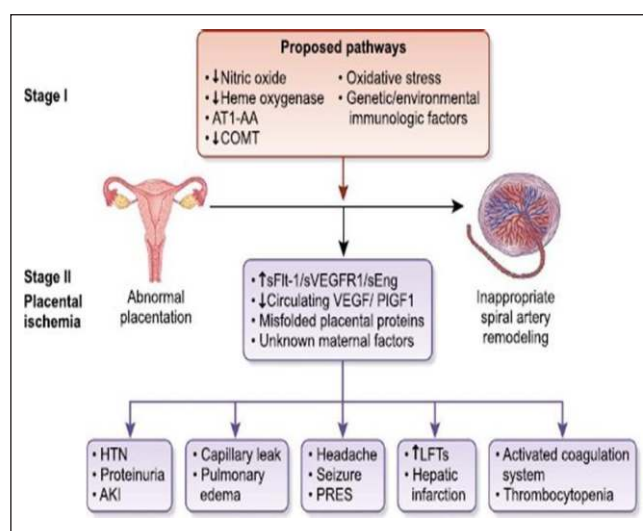 Proposed pathways
• ↓Nitric oxide
• ↓Heme oxygenase
• AT1-AA
• ↓COMT
• Oxidative stress
• Genetic/environmental
immunologic factors
Stage I
Stage II
Placental
ischemia
Abnormal
placentation
• ↑sFlt-1/sVEGFR1/sEng
• ↓Circulating VEGF/ PlGF1
• Misfolded placental proteins
• Unknown maternal factors
Inappropriate
spiral artery
remodeling
• HTN
• Proteinuria
• AKI
• Capillary leak
• Pulmonary
edema
• Headache
• Seizure
• PRES
• ↑LFTs
• Hepatic
infarction
• Activated coagulation
system
• Thrombocytopenia